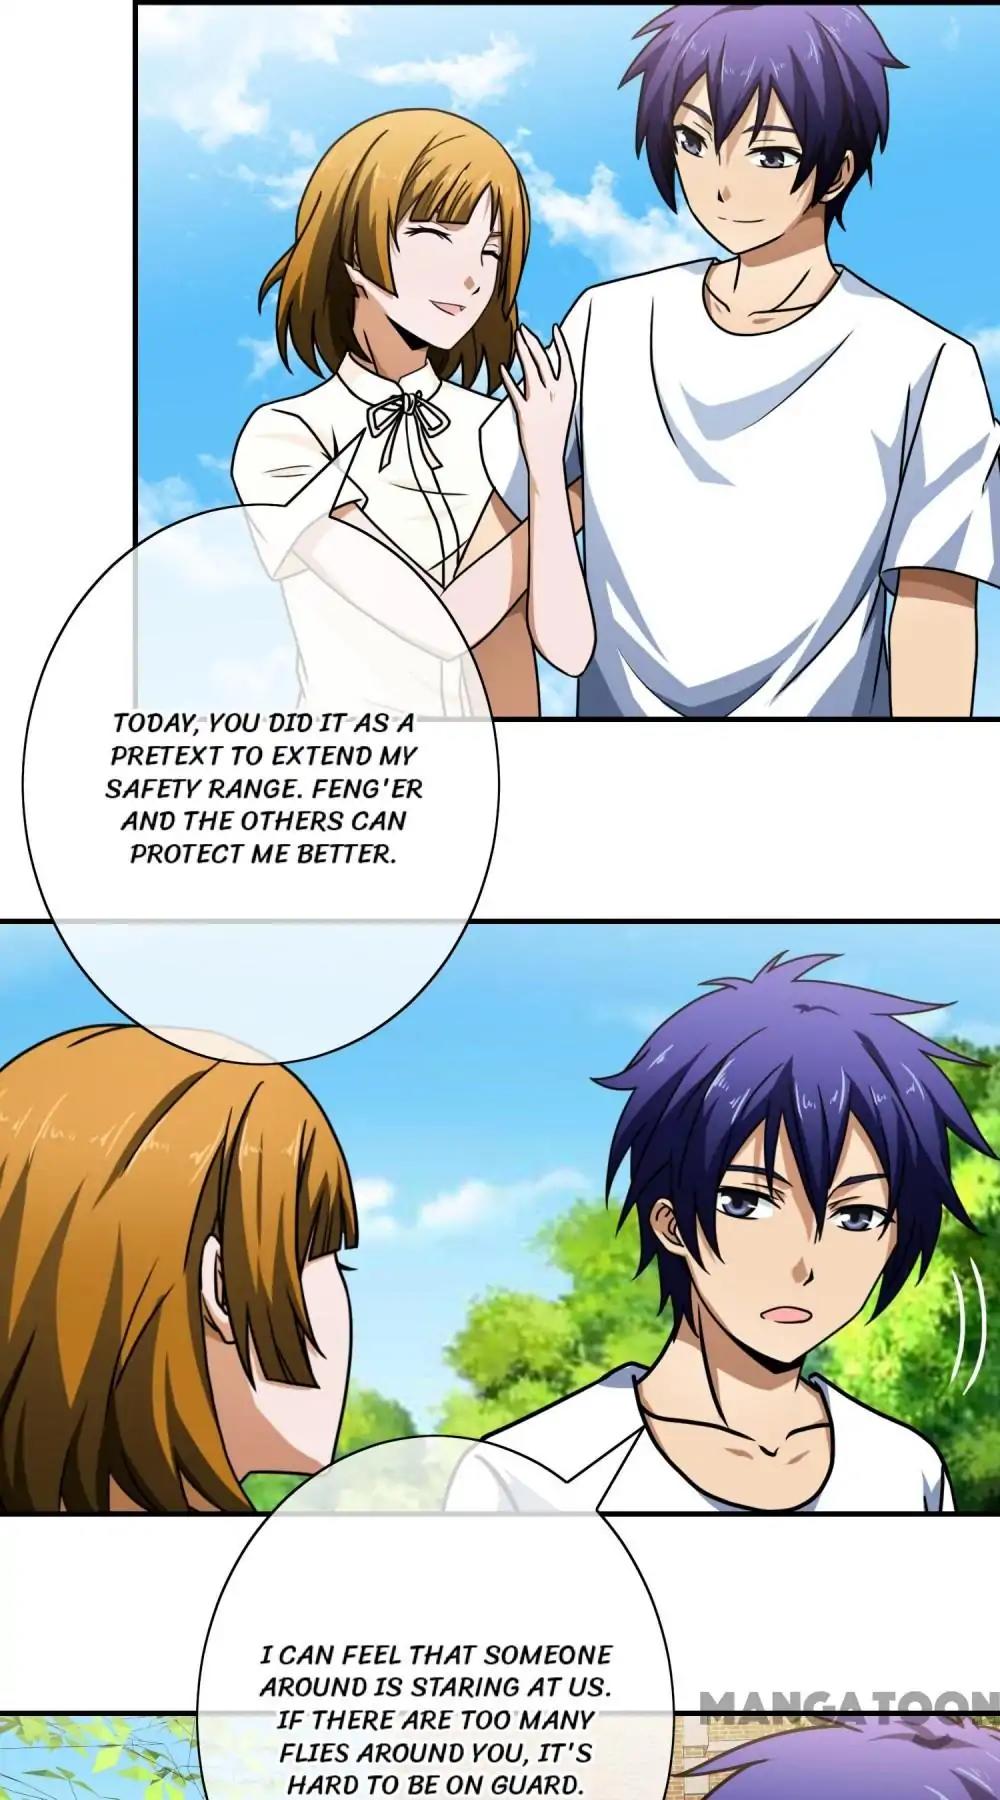 TODAY, YOU DID IT AS A
PRETEXT TO EXTEND MY
SAFETY RANGE. FENG'ER
AND THE OTHERS CAN
PROTECT ME BETTER.
I CAN FEEL THAT SOMEONE
AROUND IS STARING AT US.
IF THERE ARE TOO MANY
FLIES AROUND YOU, IT'S
HARD TO BE ON GUARD.
MANGATOON